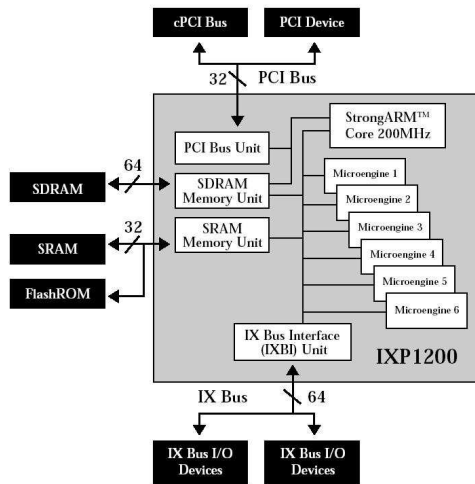 cPCI Bus
PCI Device
32
PCI Bus
StrongARM™
Core 200MHz
PCI Bus Unit
64
SDRAM
SDRAM
Memory Unit
Microengine 1
Microengine 2
32
SRAM
SRAM
Memory Unit
Microengine 3
Microengine 4
FlashROM
Microengine 5
Microengine 6
IX Bus Interface
(IXBI) Unit
IXP1200
IX Bus
64
IX Bus I/O
Devices
IX Bus I/O
Devices